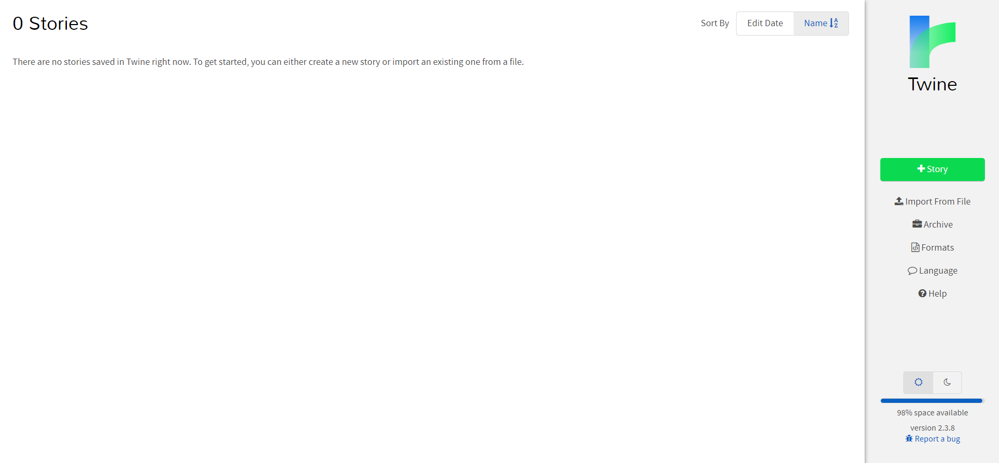 0 Stories
Sort By
Edit Date
Name
There are no stories saved in Twine right now. To get started, you can either create a new story or import an existing one from a file.
Twine
Story
Import From File
Archive
Formats
Language
Help
98% space available
version 2.3.8
Report a bug